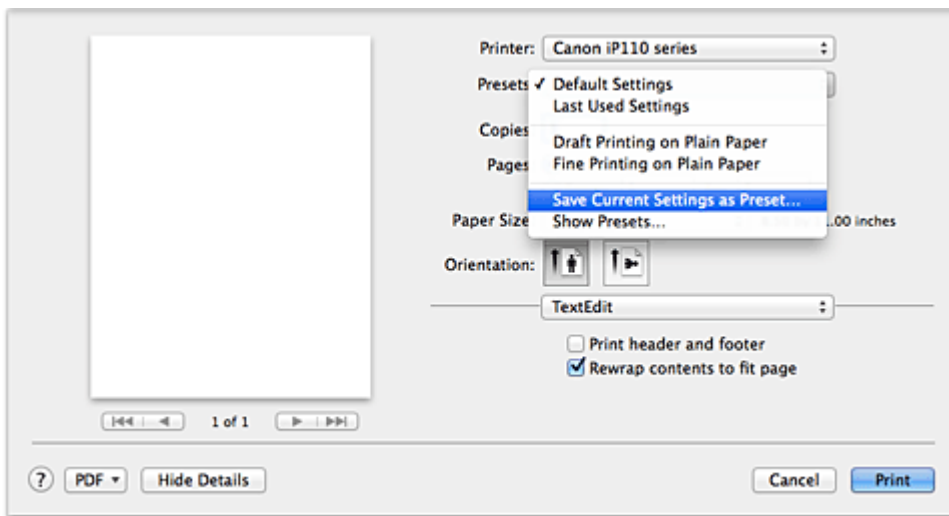 Printer: Canon iP110 series
Presets ✓ Default Settings
Last Used Settings
Copies
Draft Printing on Plain Paper
Pages Fine Printing on Plain Paper
Save Current Settings as Preset...
Paper Size Show Presets... .00 inches
Orientation:
TextEdit
Print header and footer
Rewrap contents to fit page
1 of 1
? PDF Hide Details Cancel Print